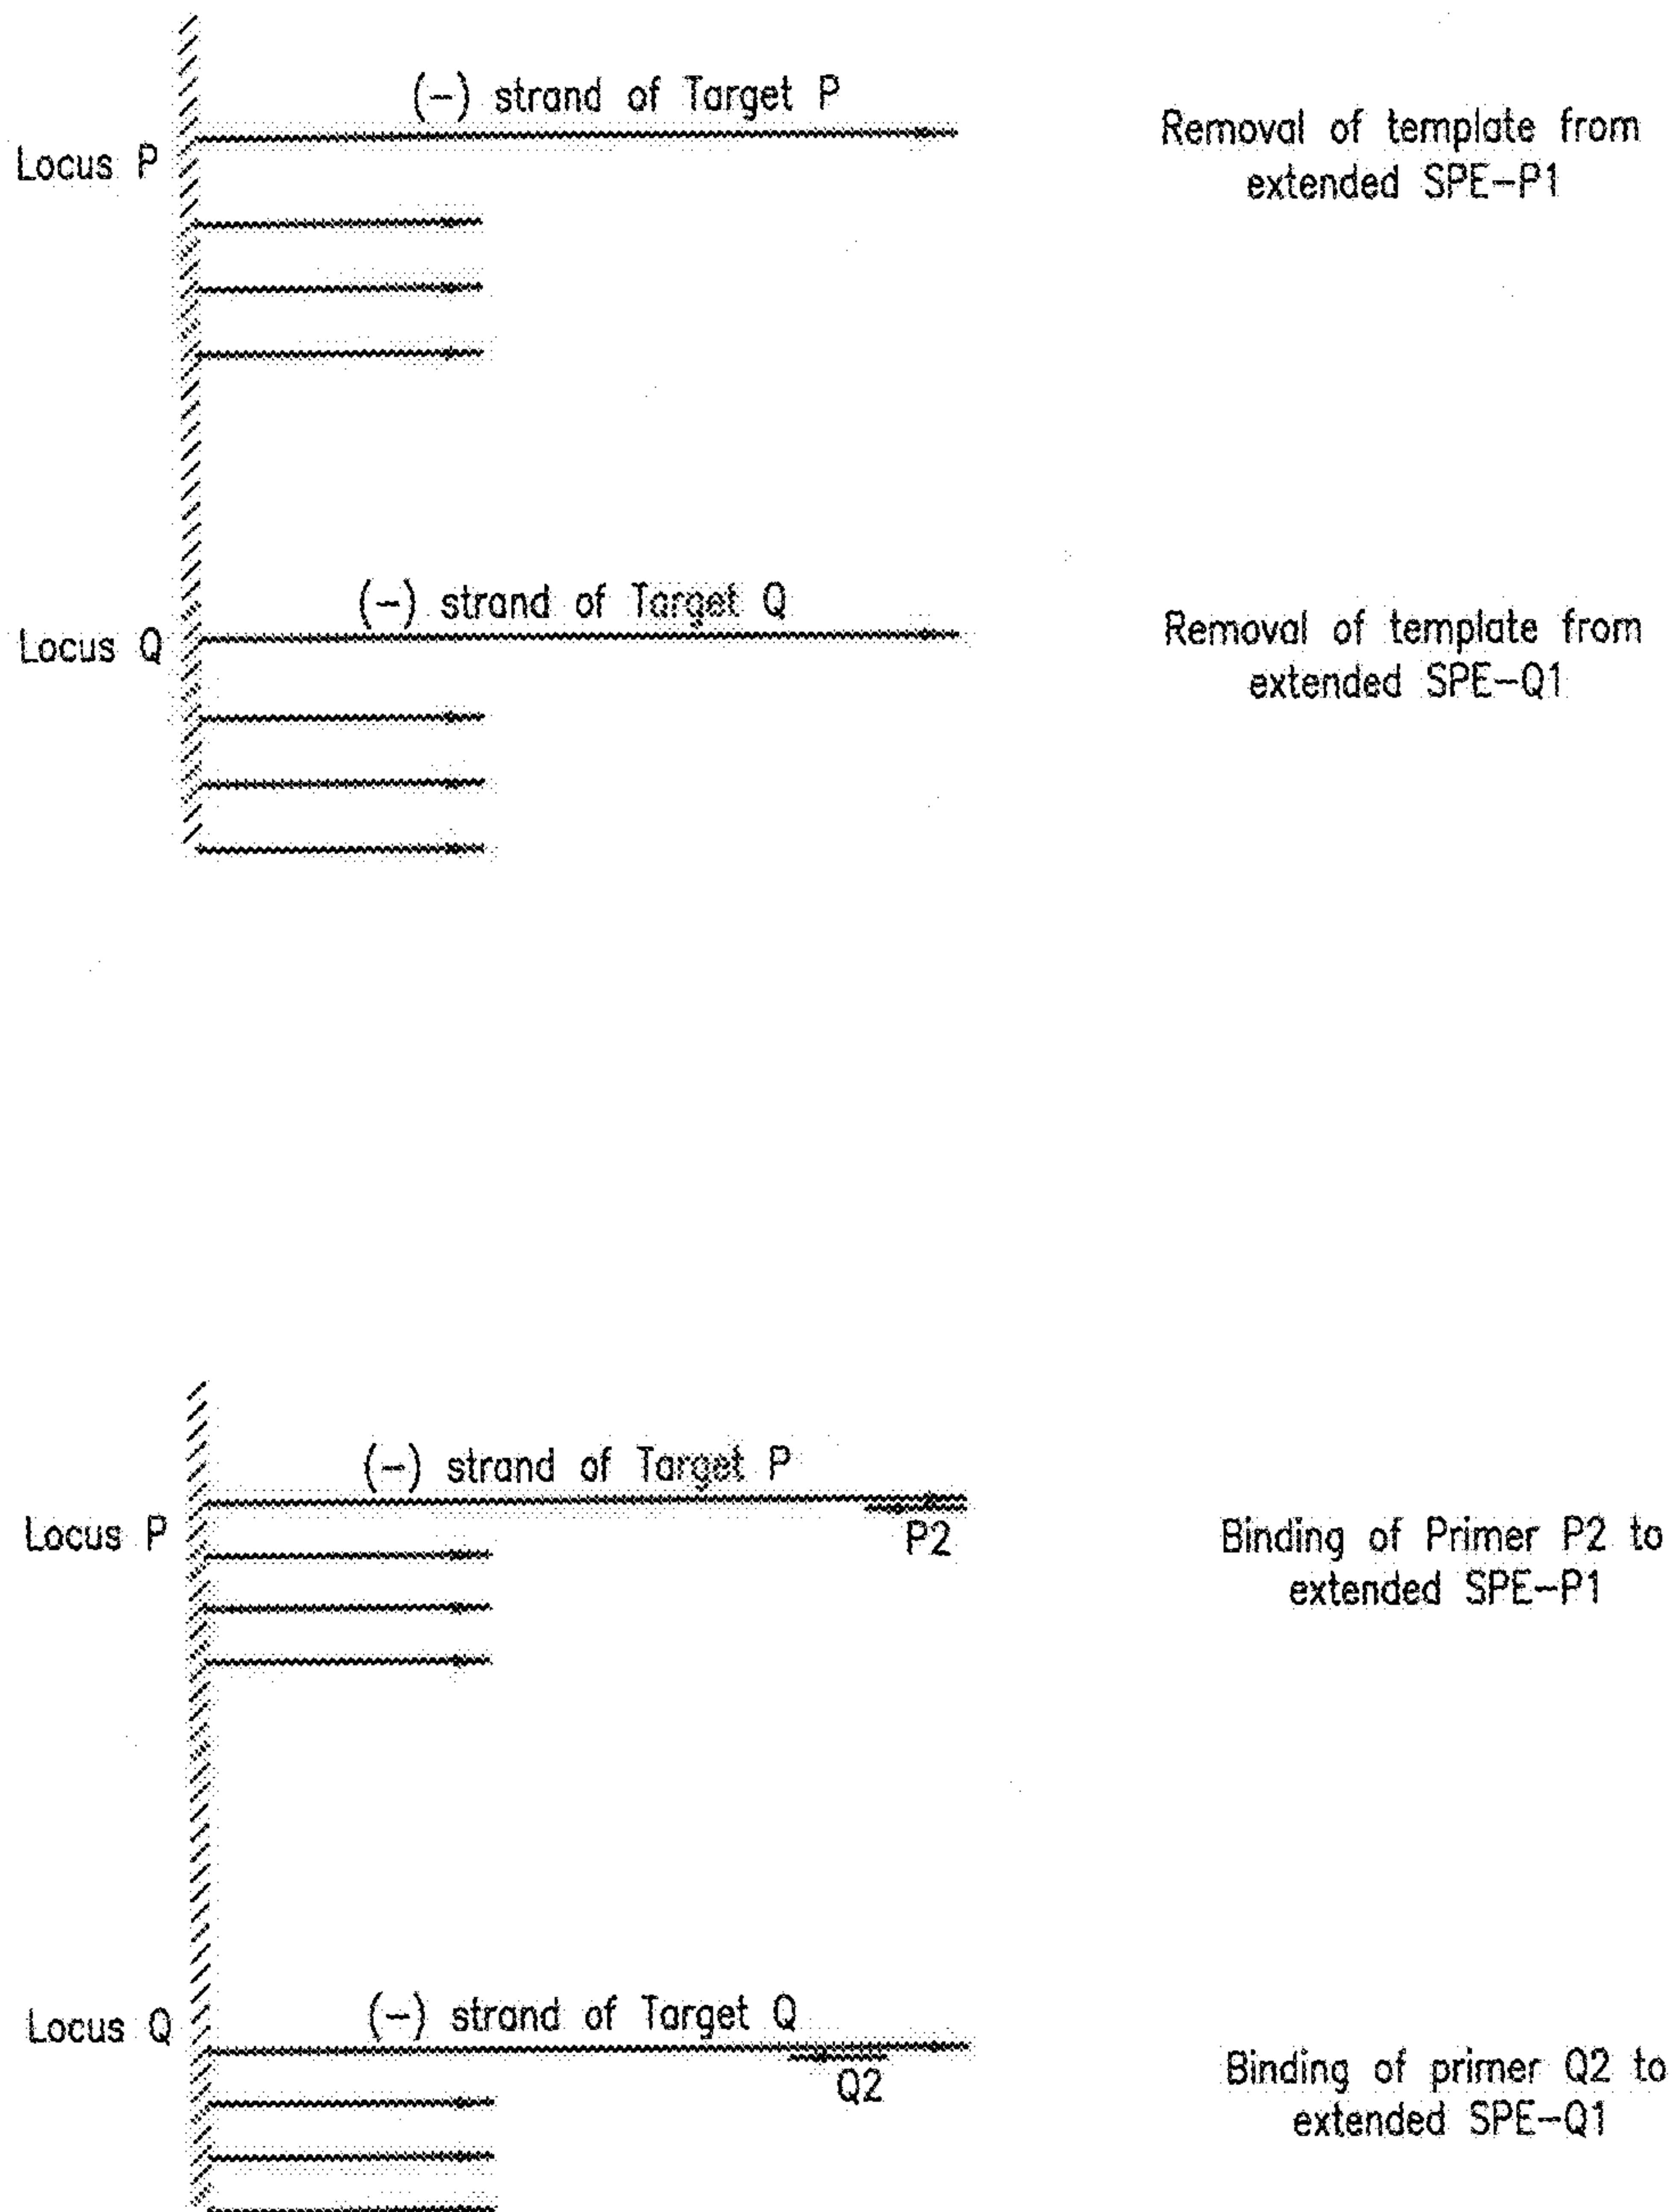 (-) strand of Target P
Removal of template from
extended SPE-P1
Locus P
(-) strand of Target Q
Removal of template from
extended SPE-Q1
Locus Q
(-) strand of Target P
Locus P
P2
Binding of Primer P2 to
extended SPE-P1
(-) strand of Target Q
Locus Q
Q2
Binding of primer Q2 to
extended SPE-Q1